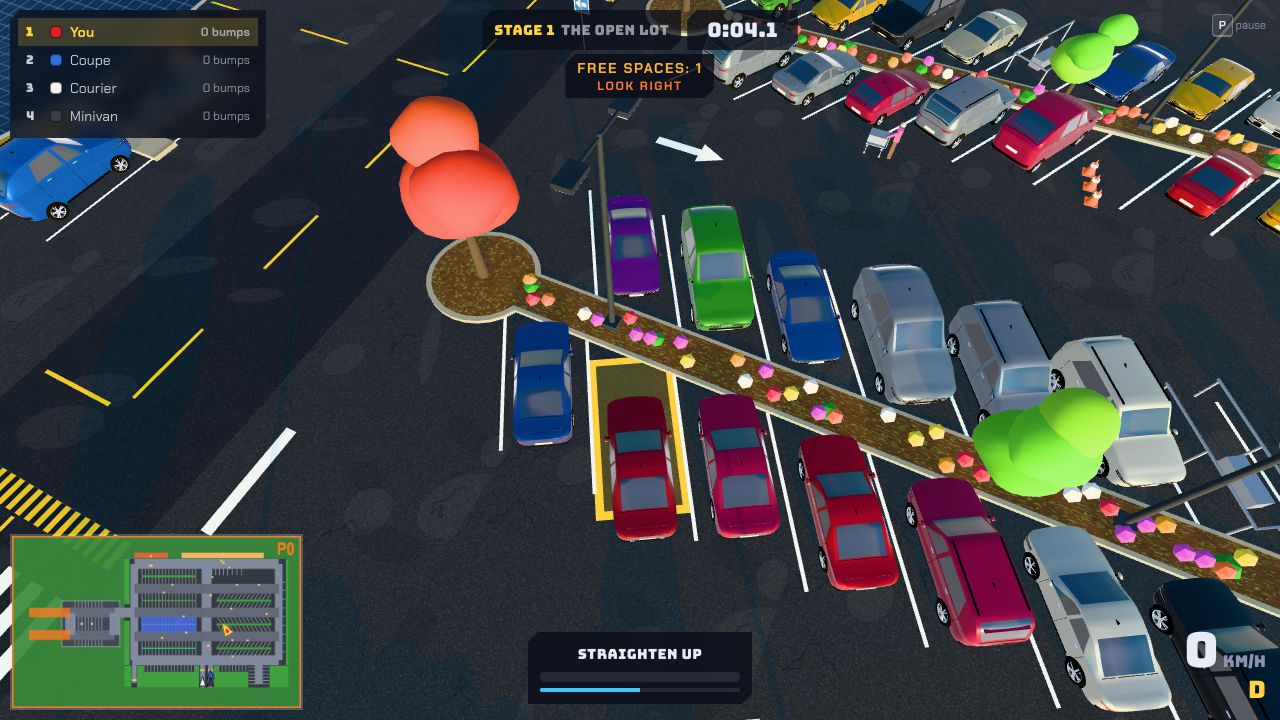 1 You 0 bumps
2 Coupe 0 bumps
3 Courier 0 bumps
4 Minivan 0 bumps
STAGE 1 THE OPEN LOT 0:04.1
FREE SPACES: 1
LOOK RIGHT
P pause
P0
STRAIGHTEN UP
0 KM/H
D